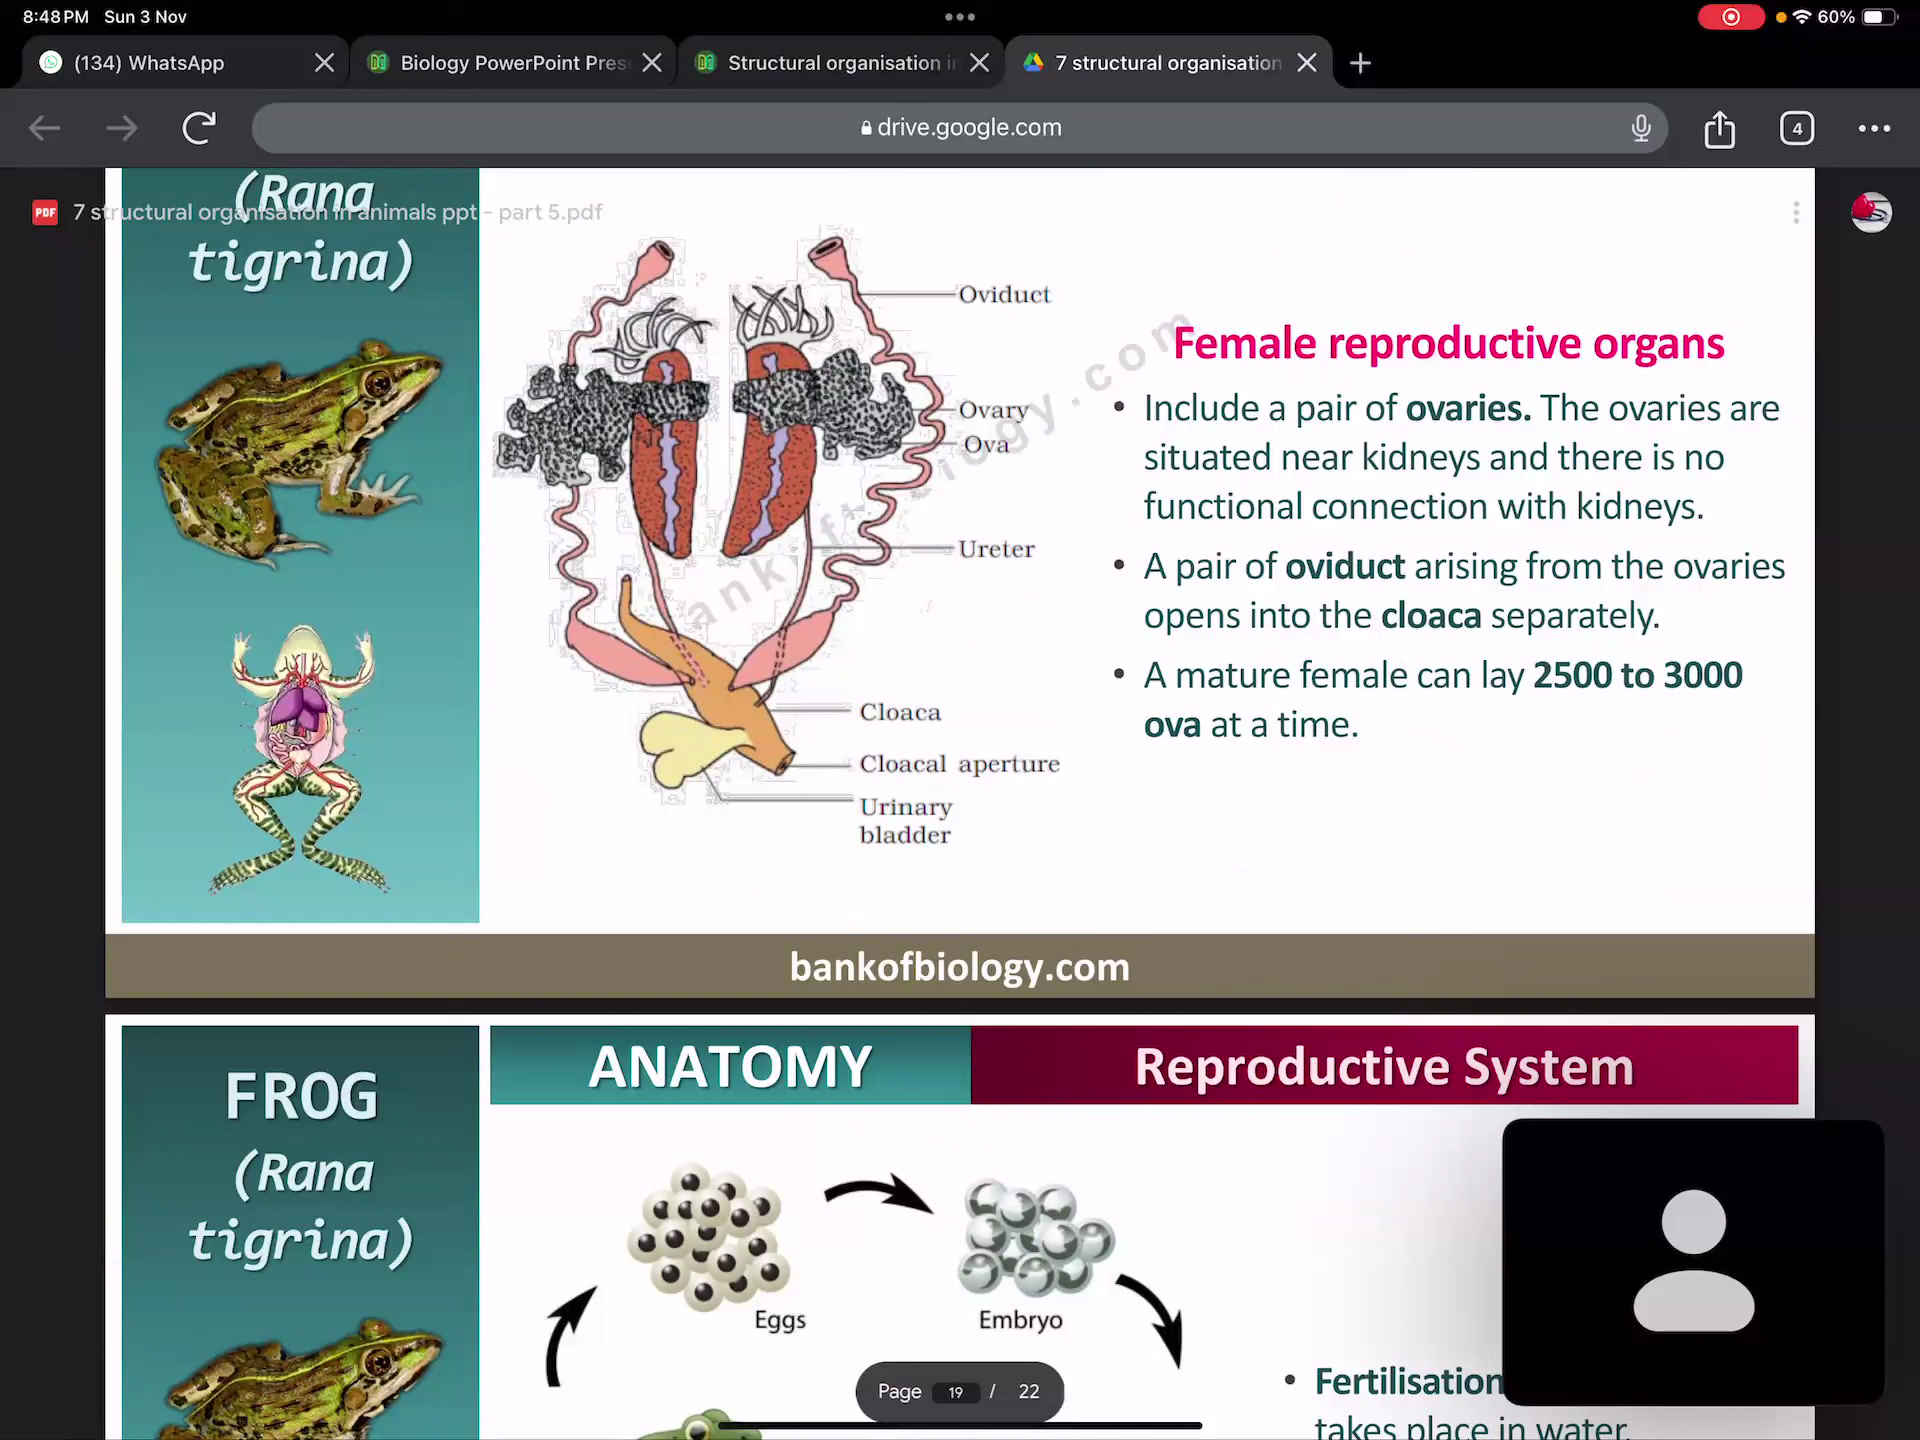 8:48 PM Sun 3 Nov
60%
(134) WhatsApp
Biology PowerPoint Pres
Structural organisation i
7 structural organisation
drive.google.com
4
PDF 7 structural organisation in animals ppt - part 5.pdf
(Rana
tigrina)
Oviduct
Ovary
Ova
Ureter
Cloaca
Cloacal aperture
Urinary
bladder
Female reproductive organs
• Include a pair of ovaries. The ovaries are
situated near kidneys and there is no
functional connection with kidneys.
• A pair of oviduct arising from the ovaries
opens into the cloaca separately.
• A mature female can lay 2500 to 3000
ova at a time.
bankofbiology.com
FROG
(Rana
tigrina)
ANATOMY
Reproductive System
Eggs
Embryo
• Fertilisation
takes place in water.
Page 19 / 22